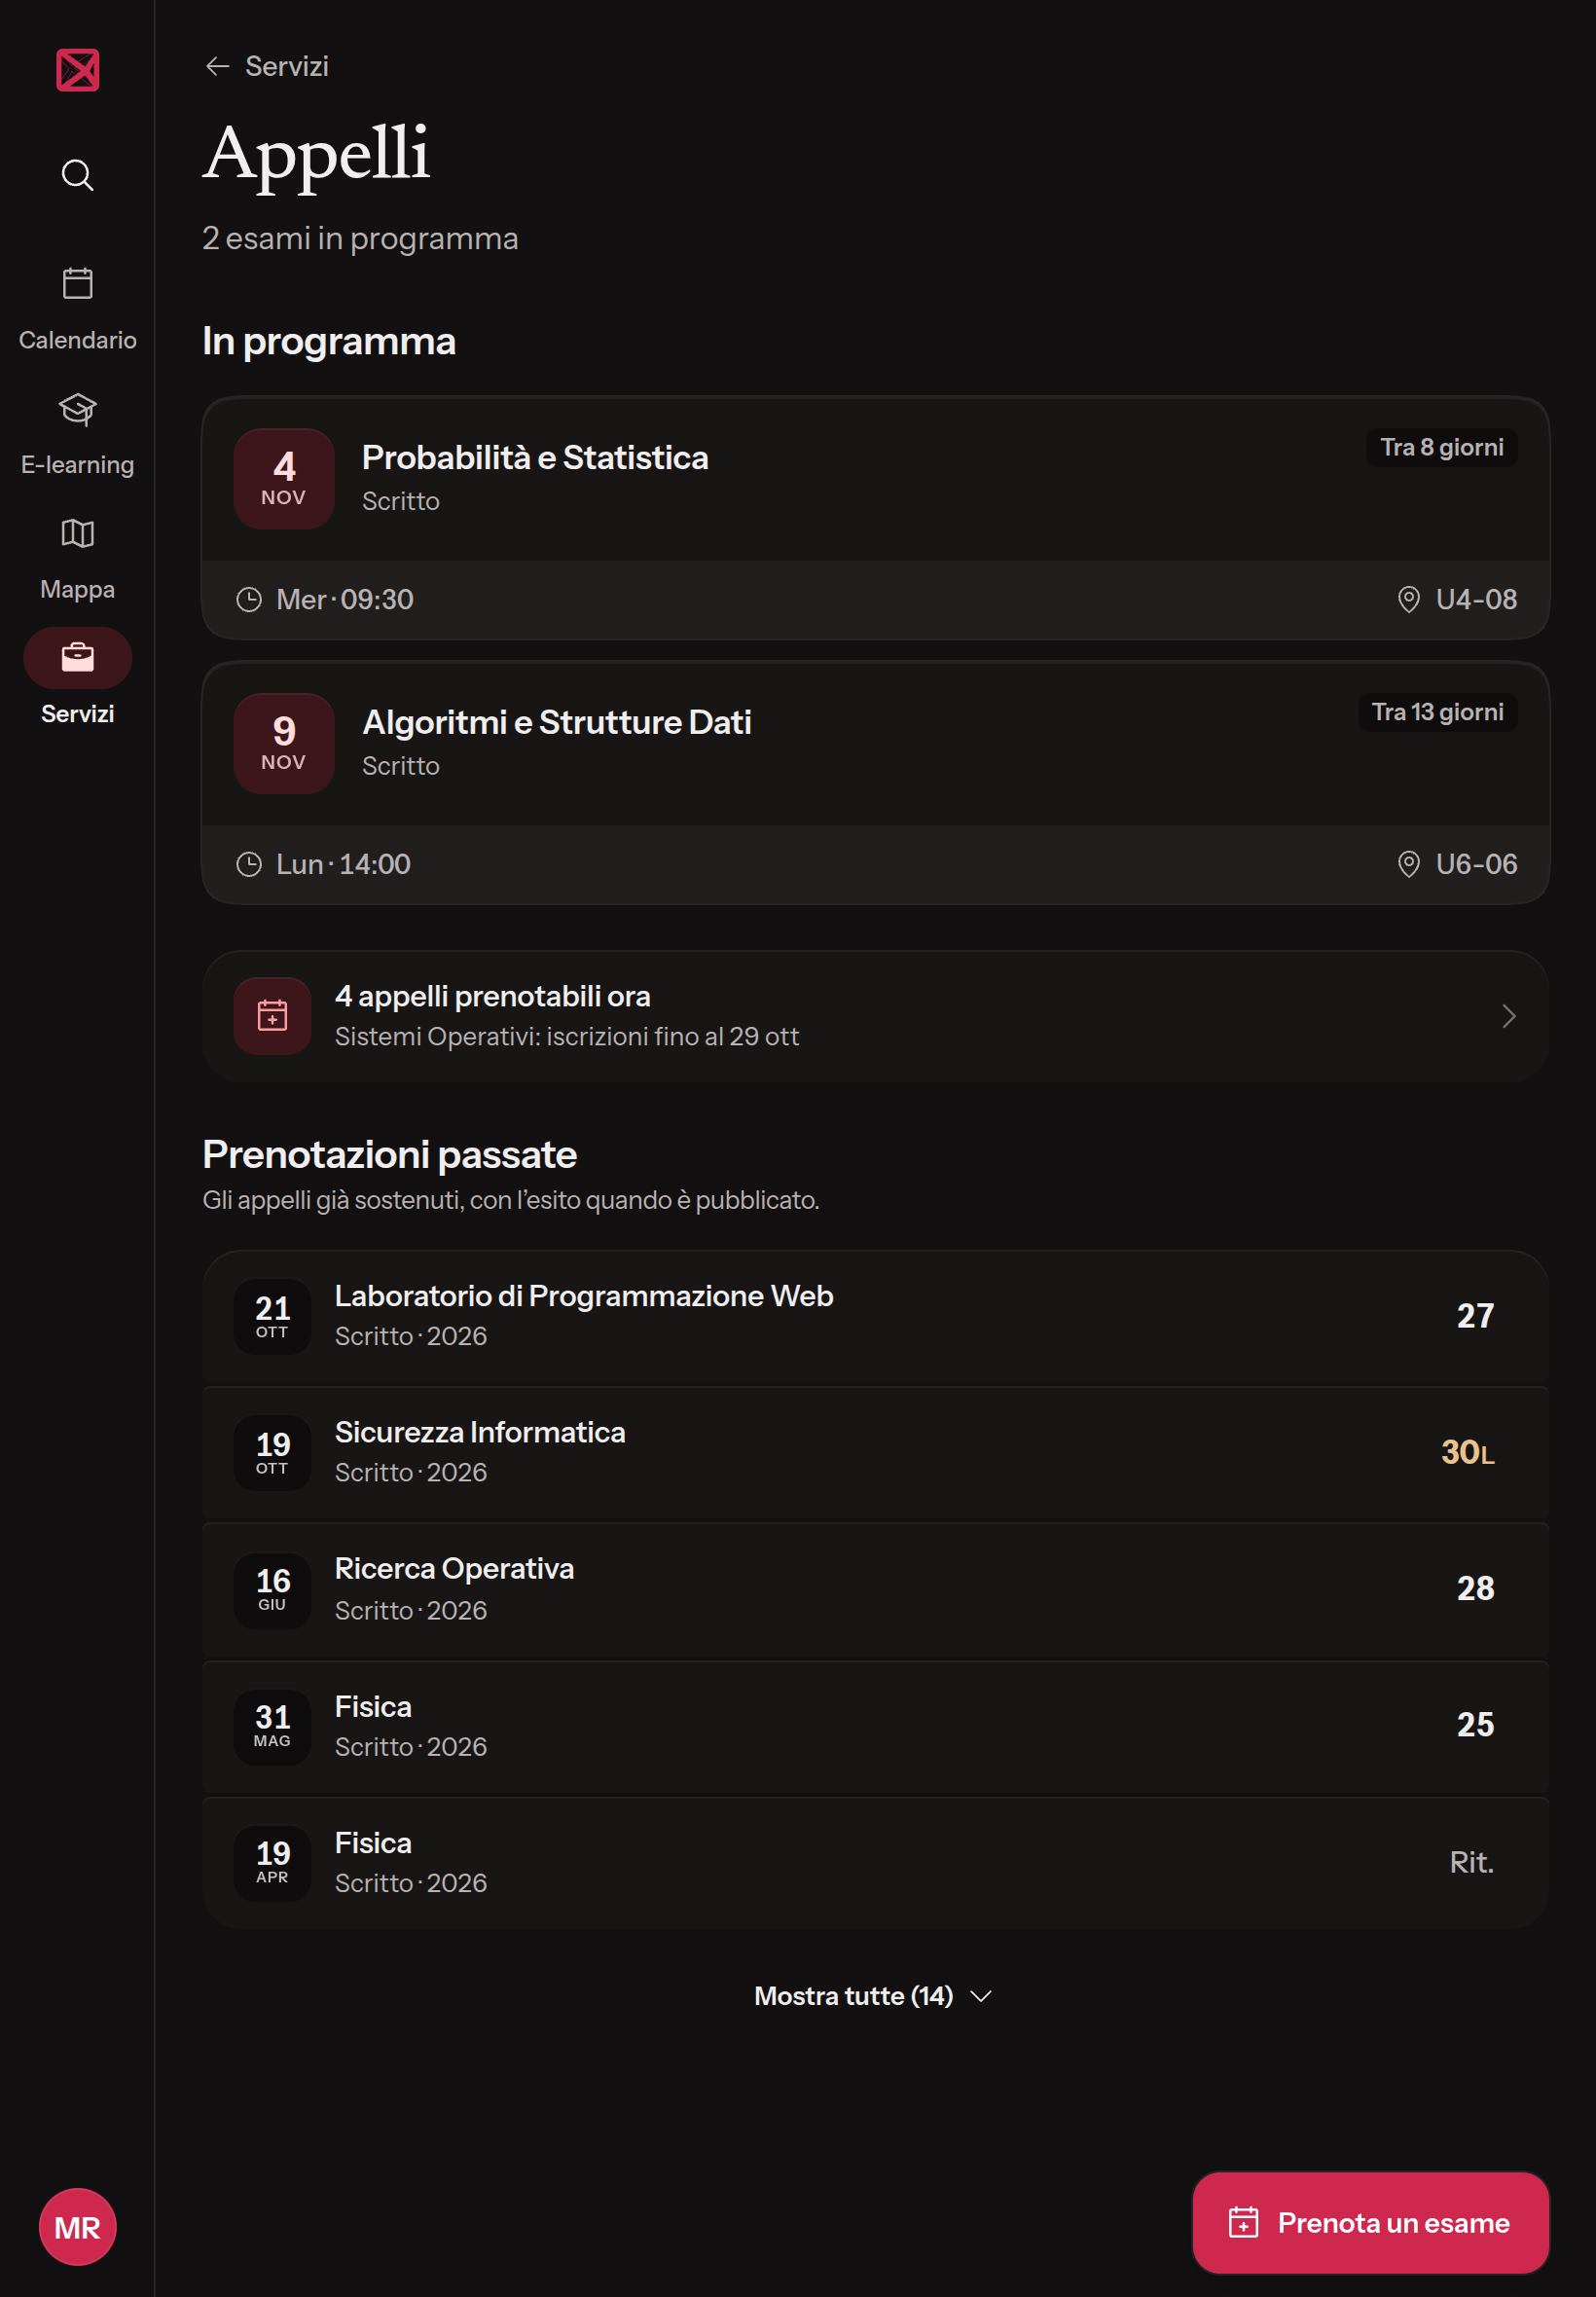 Servizi
Appelli
2 esami in programma
Calendario
E-learning
Mappa
Servizi
In programma
4
NOV
Probabilità e Statistica
Scritto
Tra 8 giorni
Mer · 09:30
U4-08
9
NOV
Algoritmi e Strutture Dati
Scritto
Tra 13 giorni
Lun · 14:00
U6-06
4 appelli prenotabili ora
Sistemi Operativi: iscrizioni fino al 29 ott
Prenotazioni passate
Gli appelli già sostenuti, con l’esito quando è pubblicato.
21
OTT
Laboratorio di Programmazione Web
Scritto · 2026
27
19
OTT
Sicurezza Informatica
Scritto · 2026
30L
16
GIU
Ricerca Operativa
Scritto · 2026
28
31
MAG
Fisica
Scritto · 2026
25
19
APR
Fisica
Scritto · 2026
Rit.
Mostra tutte (14)
MR
Prenota un esame